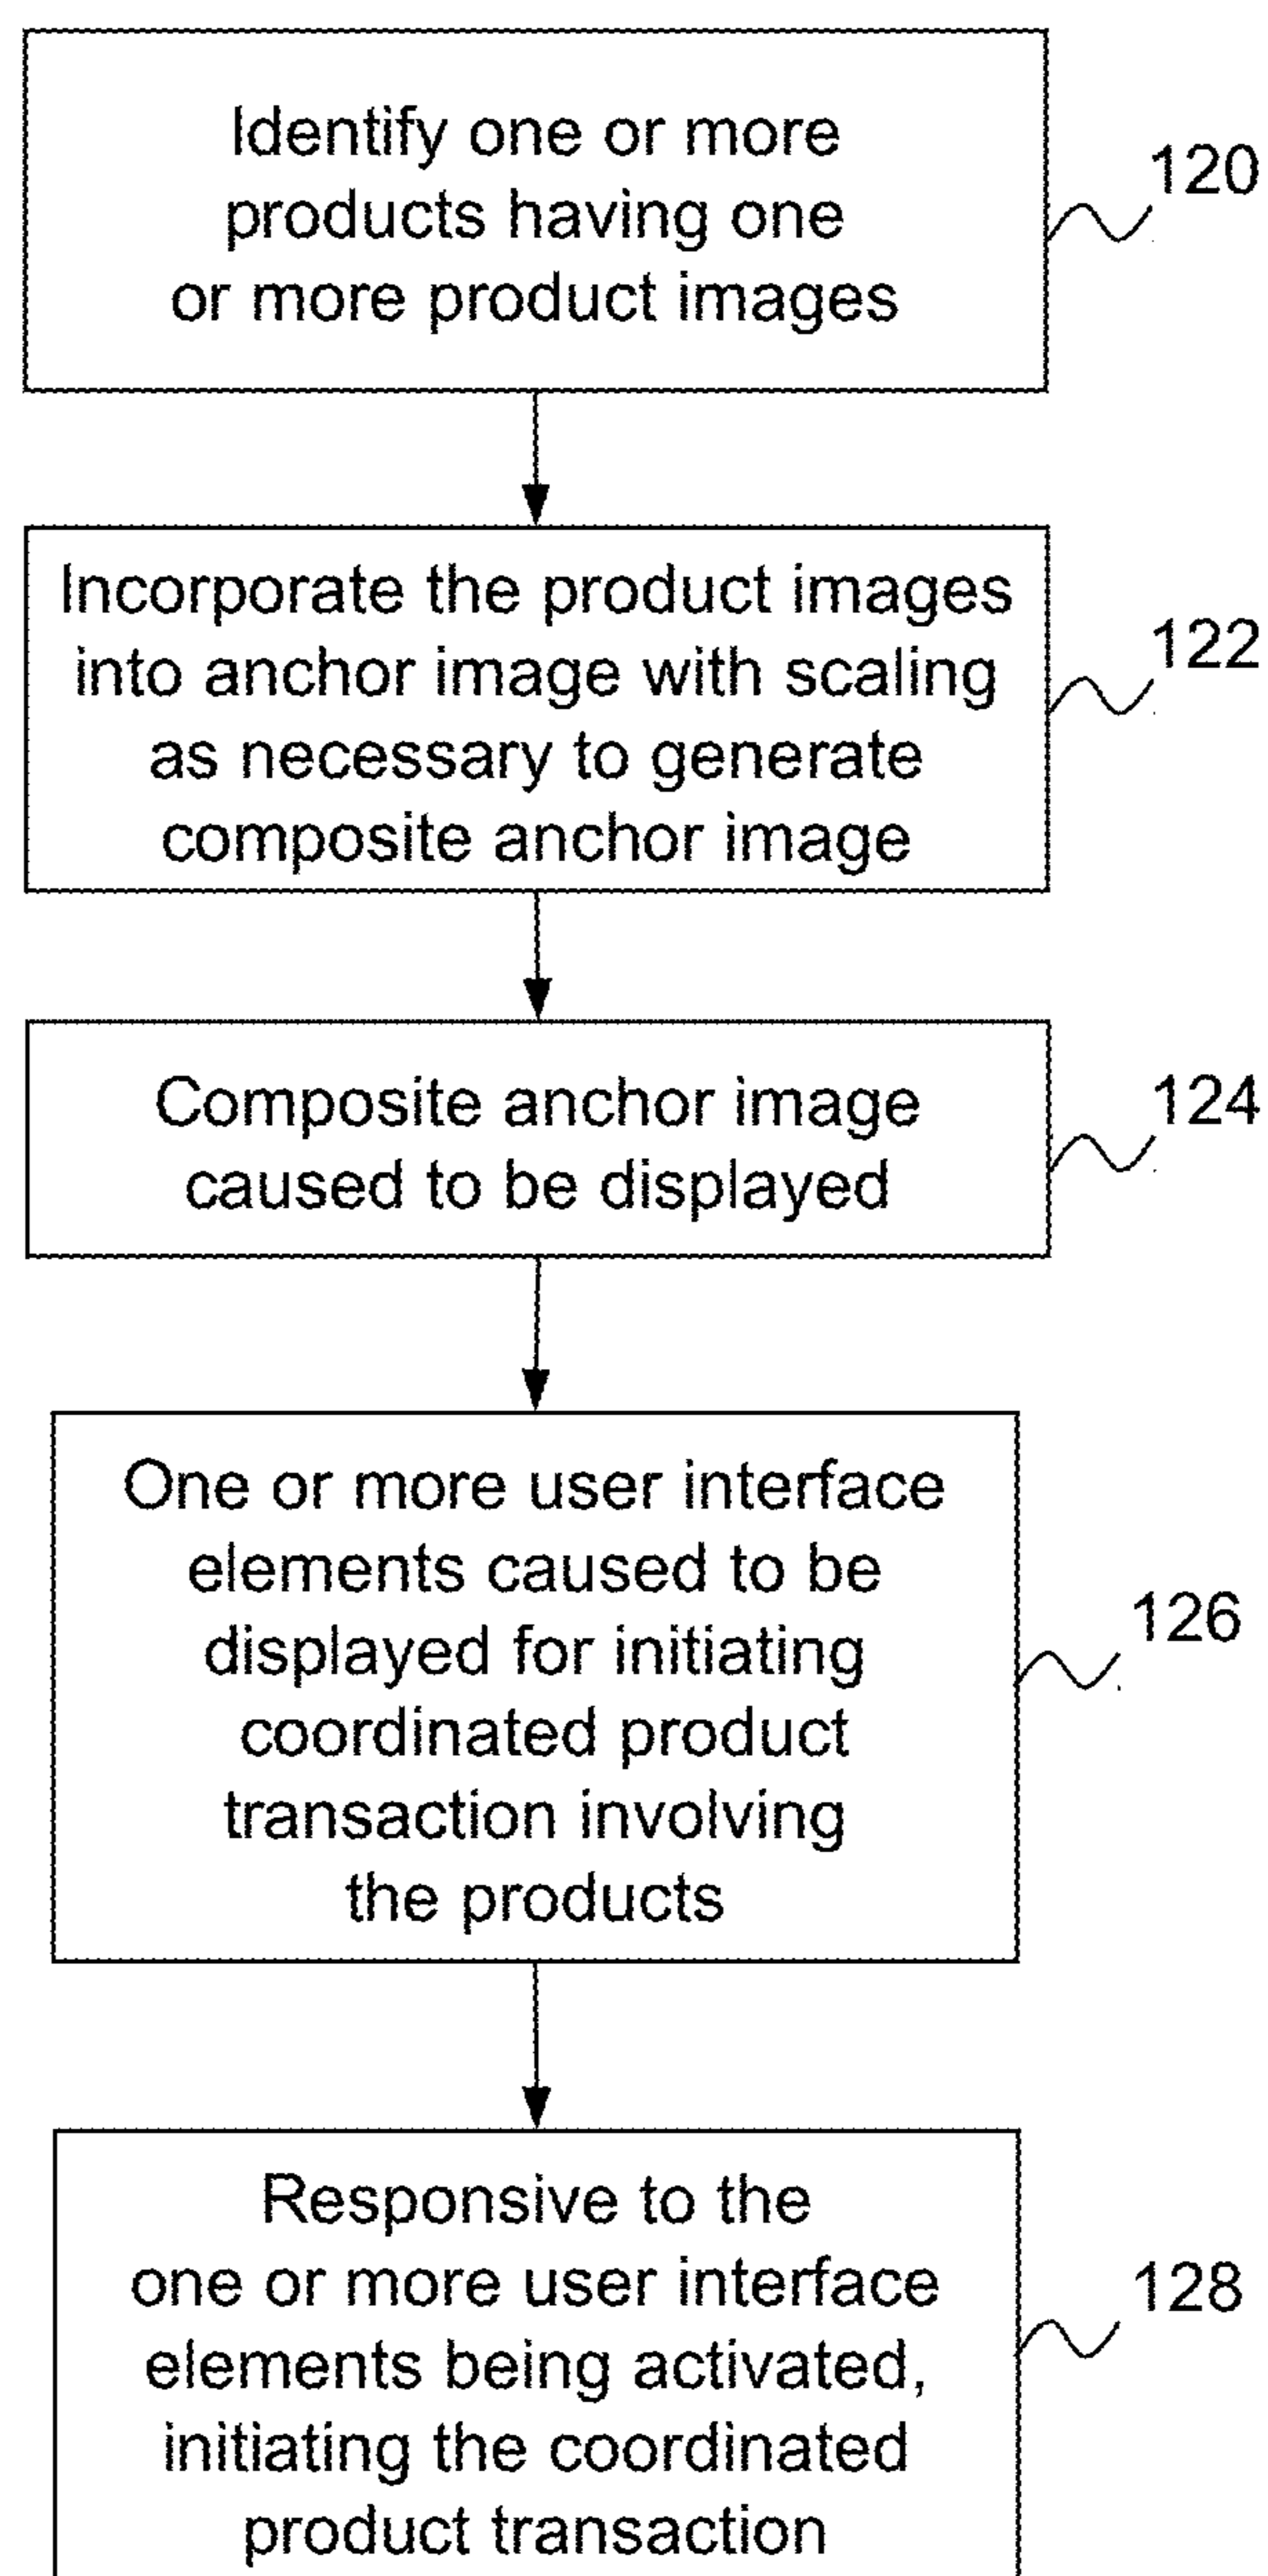 Identify one or more
products having one
or more product images
120
Incorporate the product images
into anchor image with scaling
as necessary to generate
composite anchor image
122
Composite anchor image
caused to be displayed
124
One or more user interface
elements caused to be
displayed for initiating
coordinated product
transaction involving
the products
126
Responsive to the
one or more user interface
elements being activated,
initiating the coordinated
product transaction
128